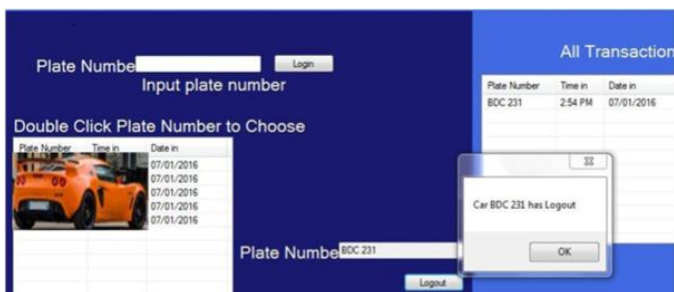 Plate Numbe
Login
Input plate number
Double Click Plate Number to Choose
Plate Number Time in Date in
07/01/2016
07/01/2016
07/01/2016
07/01/2016
07/01/2016
Plate Numbe BDC 231
Logout
All Transaction
Plate Number Time in Date in
BDC 231 2:54 PM 07/01/2016
Car BDC 231 has Logout
OK